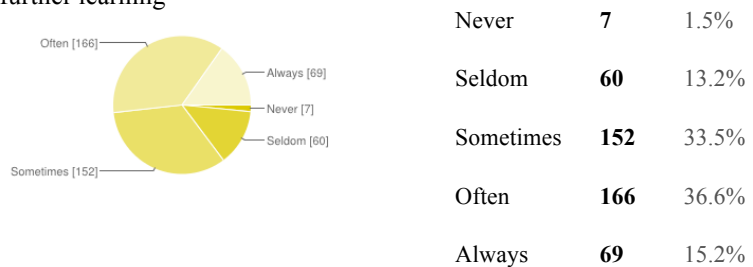 further learning
Often [166]
Always [69]
Never [7]
Seldom [60]
Sometimes [152]
Never 7 1.5%
Seldom 60 13.2%
Sometimes 152 33.5%
Often 166 36.6%
Always 69 15.2%